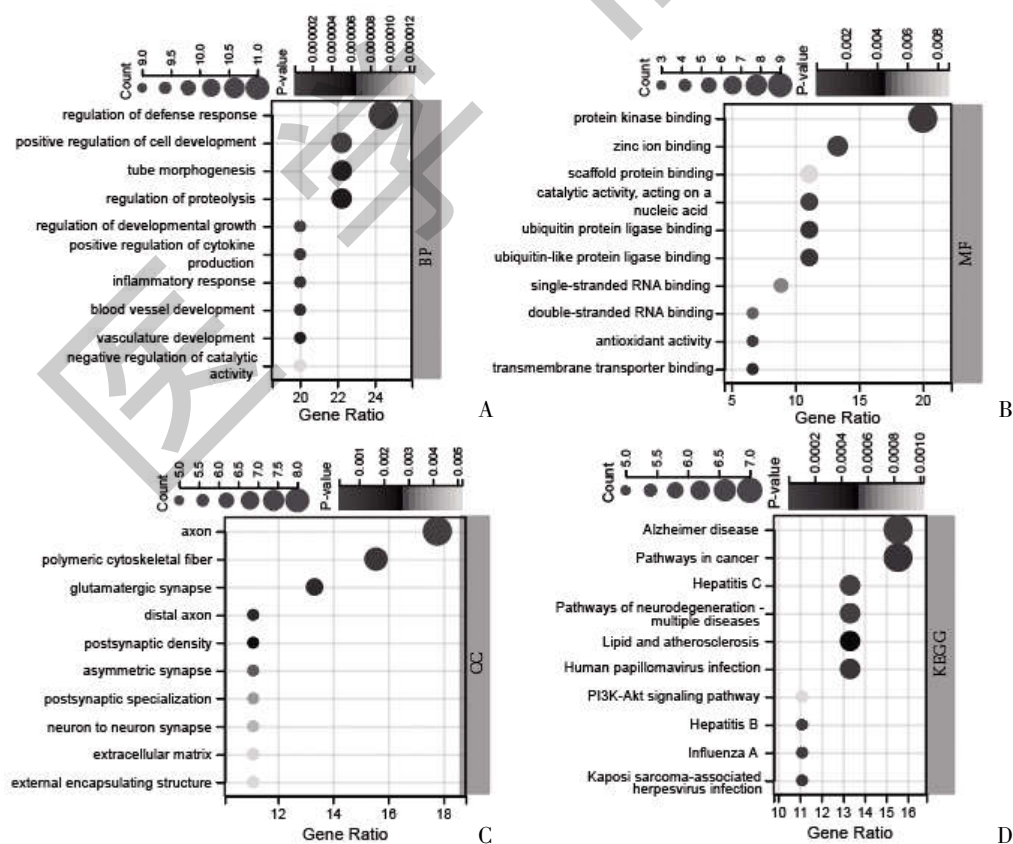 Count
9.0
9.5
10.0
10.5
11.0
P-value
0.000002
0.000004
0.000006
0.000008
0.000010
0.0000012
regulation of defense response
positive regulation of cell development
tube morphogenesis
regulation of proteolysis
regulation of developmental growth
positive regulation of cytokine
production
inflammatory response
blood vessel development
vasculature development
negative regulation of catalytic
activity
BP
20 22 24
Gene Ratio
A
Count
3
4
5
6
7
8
9
P-value
0.002
0.004
0.006
0.008
protein kinase binding
zinc ion binding
scaffold protein binding
catalytic activity, acting on a
nucleic acid
ubiquitin protein ligase binding
ubiquitin-like protein ligase binding
single-stranded RNA binding
double-stranded RNA binding
antioxidant activity
transmembrane transporter binding
MF
5 10 15 20
Gene Ratio
B
Count
5.0
5.5
6.0
6.5
7.0
7.5
8.0
P-value
0.001
0.002
0.003
0.004
0.005
axon
polymeric cytoskeletal fiber
glutamatergic synapse
distal axon
postsynaptic density
asymmetric synapse
postsynaptic specialization
neuron to neuron synapse
extracellular matrix
external encapsulating structure
CC
12 14 16 18
Gene Ratio
C
Count
5.0
5.5
6.0
6.5
7.0
P-value
0.0002
0.0004
0.0006
0.0008
0.0010
Alzheimer disease
Pathways in cancer
Hepatitis C
Pathways of neurodegeneration -
multiple diseases
Lipid and atherosclerosis
Human papillomavirus infection
PI3K-Akt signaling pathway
Hepatitis B
Influenza A
Kaposi sarcoma-associated
herpesvirus infection
KEGG
10 11 12 13 14 15 16
Gene Ratio
D
医学